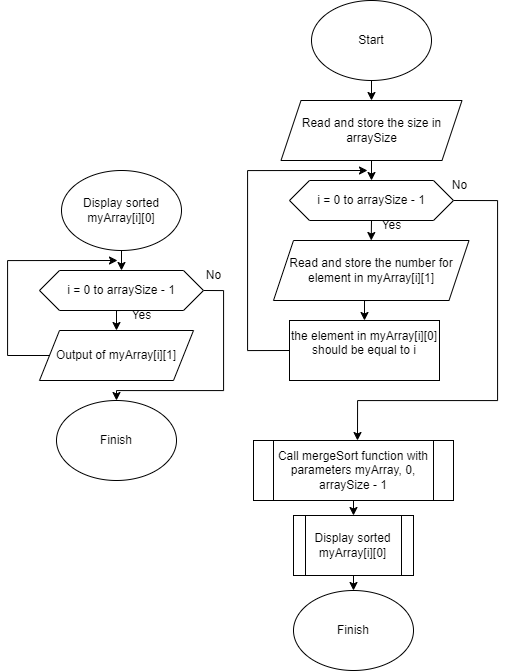 Start
Read and store the size in
arraySize
i = 0 to arraySize - 1
No
Yes
Read and store the number for
element in myArray[i][1]
the element in myArray[i][0]
should be equal to i
Call mergeSort function with
parameters myArray, 0,
arraySize - 1
Display sorted
myArray[i][0]
Finish
Display sorted
myArray[i][0]
i = 0 to arraySize - 1
No
Yes
Output of myArray[i][1]
Finish